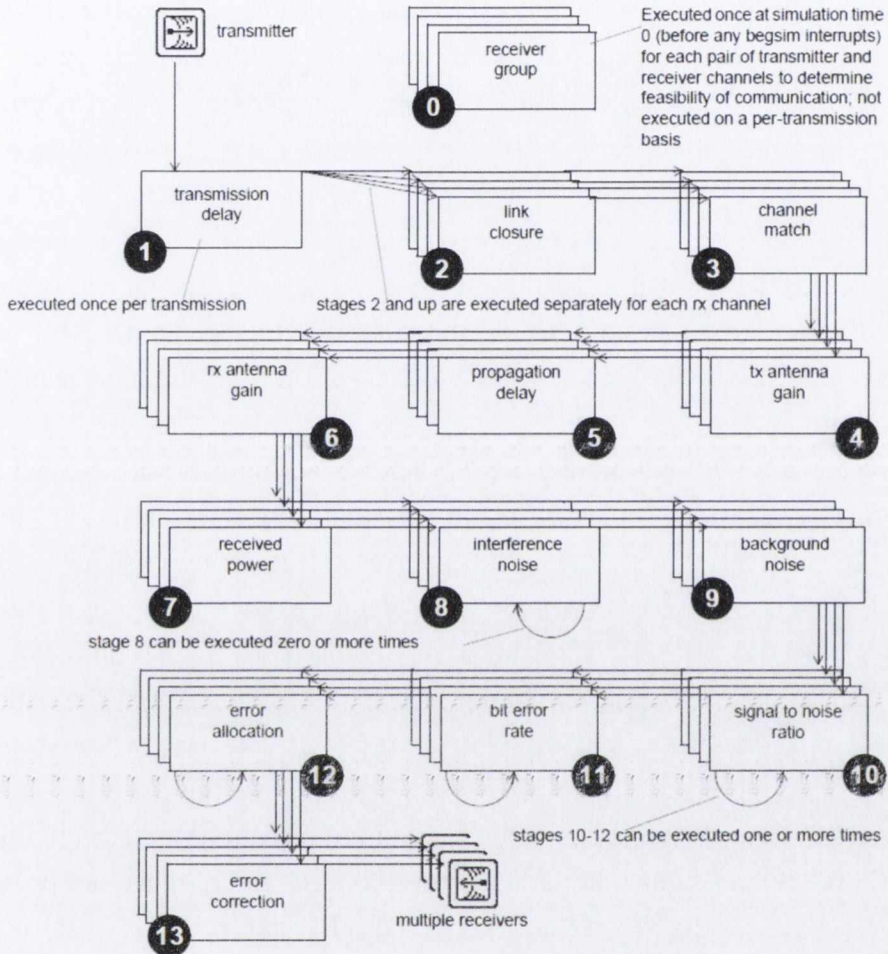 transmitter
receiver
group
0
Executed once at simulation time
0 (before any begsim interrupts)
for each pair of transmitter and
receiver channels to determine
feasibility of communication; not
executed on a per-transmission
basis
transmission
delay
1
link
closure
2
channel
match
3
executed once per transmission
stages 2 and up are executed separately for each rx channel
rx antenna
gain
6
propagation
delay
5
tx antenna
gain
4
received
power
7
interference
noise
8
background
noise
9
stage 8 can be executed zero or more times
error
allocation
12
bit error
rate
11
signal to noise
ratio
10
stages 10-12 can be executed one or more times
error
correction
13
multiple receivers